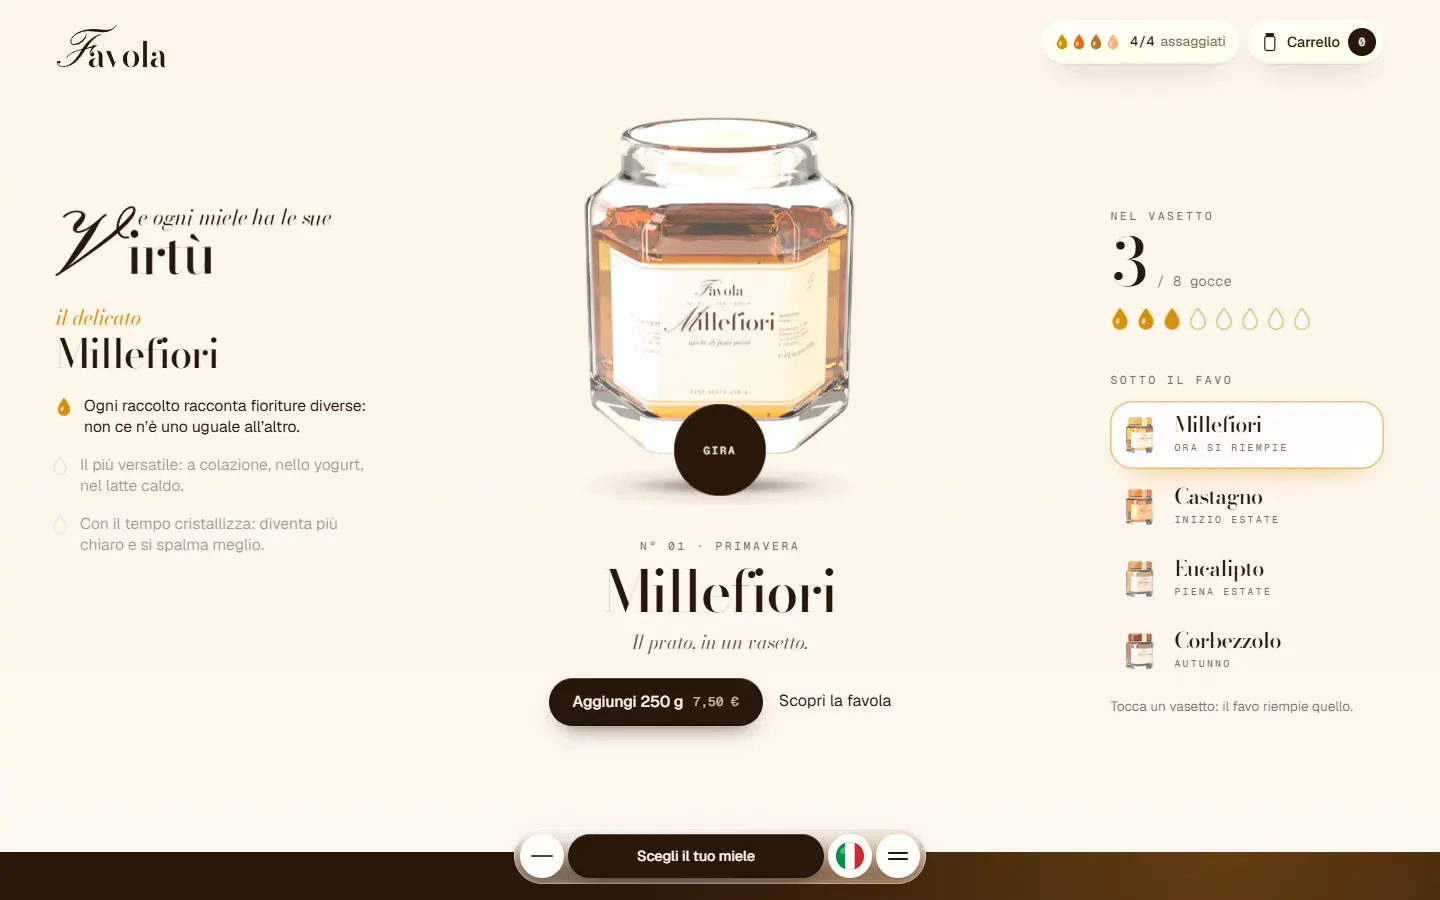 Favola
4/4 assaggiati
Carrello 0
e ogni miele ha le sue
Virtù
il delicato
Millefiori
Ogni raccolto racconta fioriture diverse:
non ce n’è uno uguale all’altro.
Il più versatile: a colazione, nello yogurt,
nel latte caldo.
Con il tempo cristallizza: diventa più
chiaro e si spalma meglio.
Favola
Millefiori
miele di fiori misti
GIRA
N° 01 · PRIMAVERA
Millefiori
Il prato, in un vasetto.
Aggiungi 250 g 7,50 €
Scopri la favola
NEL VASETTO
3 / 8 gocce
SOTTO IL FAVO
Millefiori
ORA SI RIEMPIE
Castagno
INIZIO ESTATE
Eucalipto
PIENA ESTATE
Corbezzolo
AUTUNNO
Tocca un vasetto: il favo riempie quello.
Scegli il tuo miele